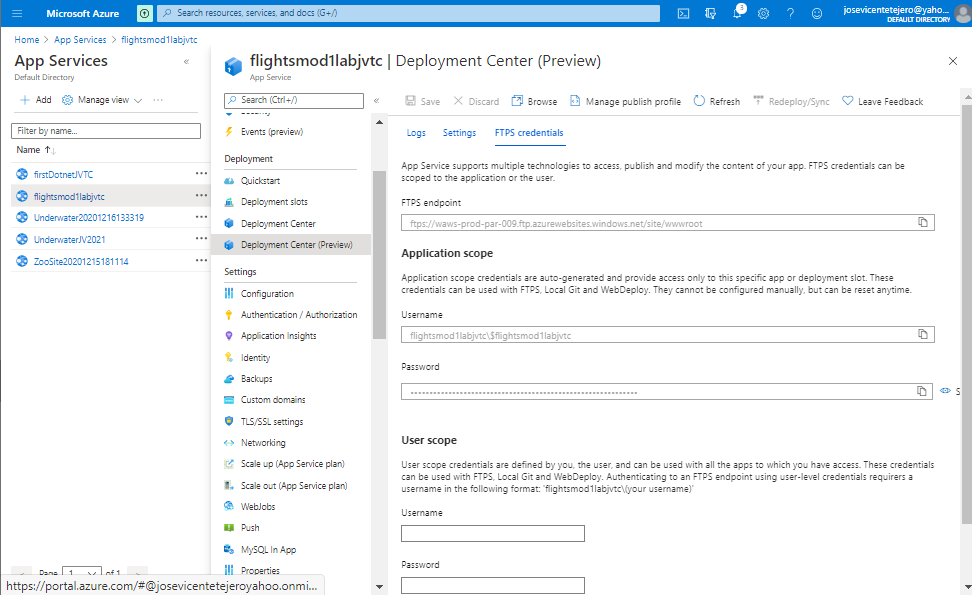 Microsoft Azure
Search resources, services, and docs (G+/)
3
josevicentetejero@yaho...
DEFAULT DIRECTORY
Home > App Services > flightsmod1labjvtc
App Services
Default Directory
+ Add
Manage view
...
Filter by name...
Name ↑↓
firstDotnetJVTC
flightsmod1labjvtc
Underwater20201216133319
UnderwaterJV2021
ZooSite20201215181114
Page 1 of 1
https://portal.azure.com/#@josevicentetejeroyahoo.onmi...
flightsmod1labjvtc | Deployment Center (Preview)
App Service
Search (Ctrl+/)
Events (preview)
Deployment
Quickstart
Deployment slots
Deployment Center
Deployment Center (Preview)
Settings
Configuration
Authentication / Authorization
Application Insights
Identity
Backups
Custom domains
TLS/SSL settings
Networking
Scale up (App Service plan)
Scale out (App Service plan)
WebJobs
Push
MySQL In App
Properties
Save
Discard
Browse
Manage publish profile
Refresh
Redeploy/Sync
Leave Feedback
Logs
Settings
FTPS credentials
App Service supports multiple technologies to access, publish and modify the content of your app. FTPS credentials can be
scoped to the application or the user.
FTPS endpoint
ftps://waws-prod-par-009.ftp.azurewebsites.windows.net/site/wwwroot
Application scope
Application scope credentials are auto-generated and provide access only to this specific app or deployment slot. These
credentials can be used with FTPS, Local Git and WebDeploy. They cannot be configured manually, but can be reset anytime.
Username
flightsmod1labjvtc\$flightsmod1labjvtc
Password
S
User scope
User scope credentials are defined by you, the user, and can be used with all the apps to which you have access. These credentials
can be used with FTPS, Local Git and WebDeploy. Authenticating to an FTPS endpoint using user-level credentials requirers a
username in the following format: 'flightsmod1labjvtc\(your username)'
Username
Password